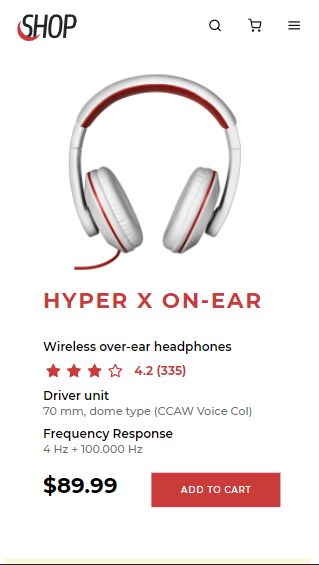 SHOP
HYPER X ON-EAR
Wireless over-ear headphones
4.2 (335)
Driver unit
70 mm, dome type (CCAW Voice Col)
Frequency Response
4 Hz + 100.000 Hz
$89.99
ADD TO CART